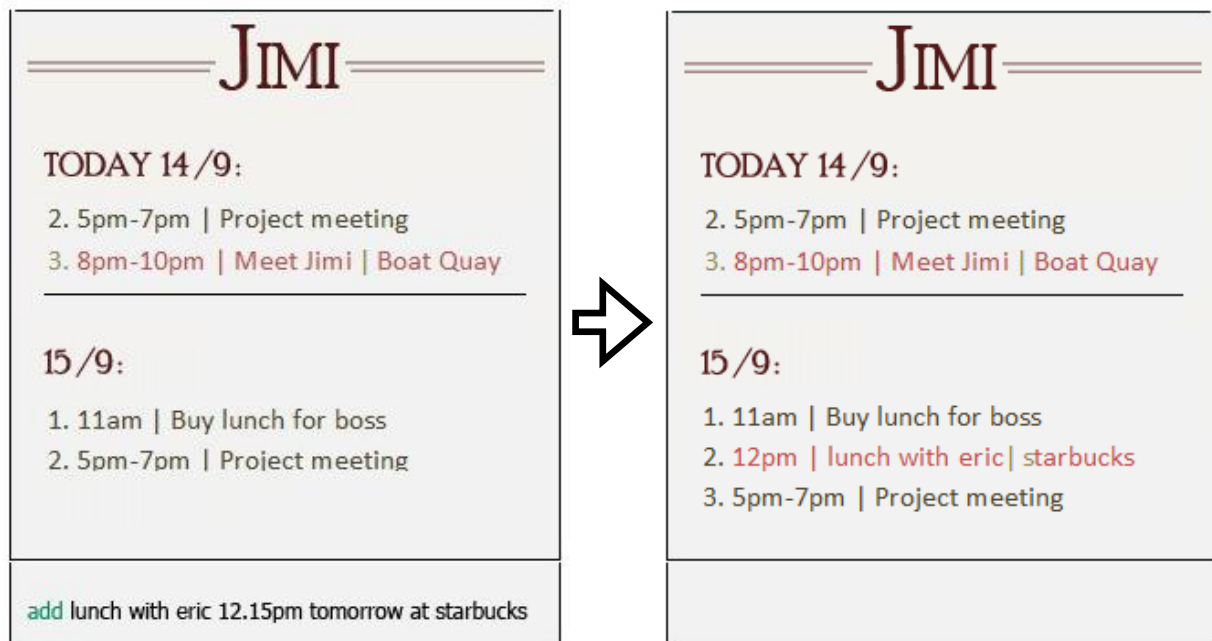 JIMI
TODAY 14/9:
2. 5pm-7pm | Project meeting
3. 8pm-10pm | Meet Jimi | Boat Quay
15/9:
1. 11am | Buy lunch for boss
2. 5pm-7pm | Project meeting
add lunch with eric 12.15pm tomorrow at starbucks
JIMI
TODAY 14/9:
2. 5pm-7pm | Project meeting
3. 8pm-10pm | Meet Jimi | Boat Quay
15/9:
1. 11am | Buy lunch for boss
2. 12pm | lunch with eric| starbucks
3. 5pm-7pm | Project meeting